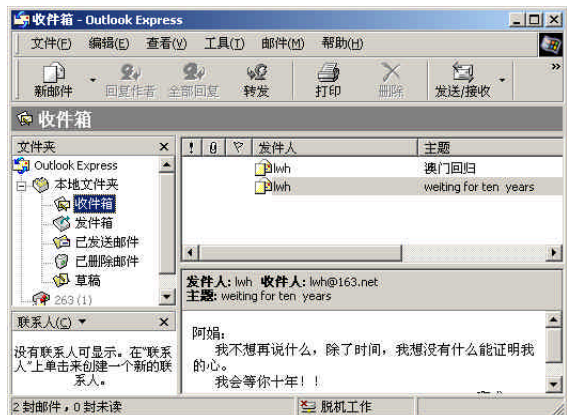 收件箱 - Outlook Express
文件(F) 编辑(E) 查看(V) 工具(T) 邮件(M) 帮助(H)
新邮件 回复作者 全部回复 转发 打印 删除 发送/接收 »
收件箱
文件夹 ×
! 发件人 主题
Outlook Express
lwh 澳门回归
本地文件夹
lwh weiting for ten years
收件箱
发件箱
已发送邮件
已删除邮件
草稿
263 (1)
发件人: lwh 收件人: lwh@163.net
主题: weiting for ten years
联系人(C) ×
没有联系人可显示。在“联系
人”上单击来创建一个新的联
系人。
阿娟:
我不想再说什么,除了时间,我想没有什么能证明我
的心。
我会等你十年!!
2 封邮件,0 封未读 脱机工作